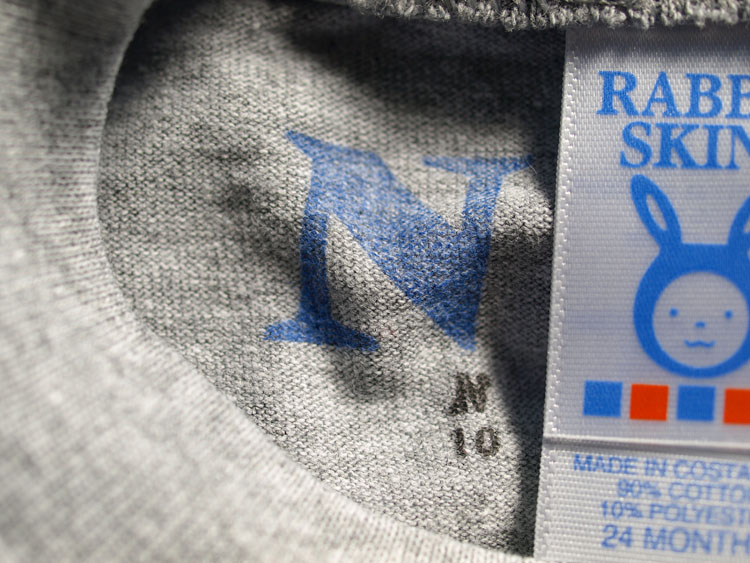 N
N
10
RABB
SKIN
MADE IN COSTA
90% COTTO
10% POLYEST
24 MONTH